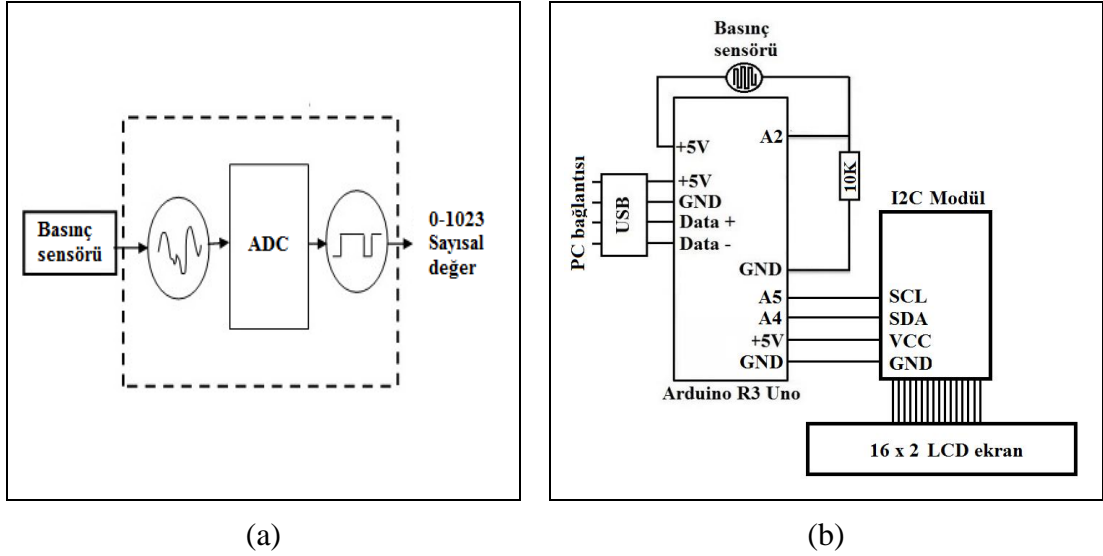 Basınç
sensörü
ADC
0-1023
Sayısal
değer
(a)
Basınç
sensörü
+5V
A2
10K
PC bağlantısı
USB
+5V
GND
Data +
Data -
GND
A5
A4
+5V
GND
Arduino R3 Uno
I2C Modül
SCL
SDA
VCC
GND
16 x 2 LCD ekran
(b)